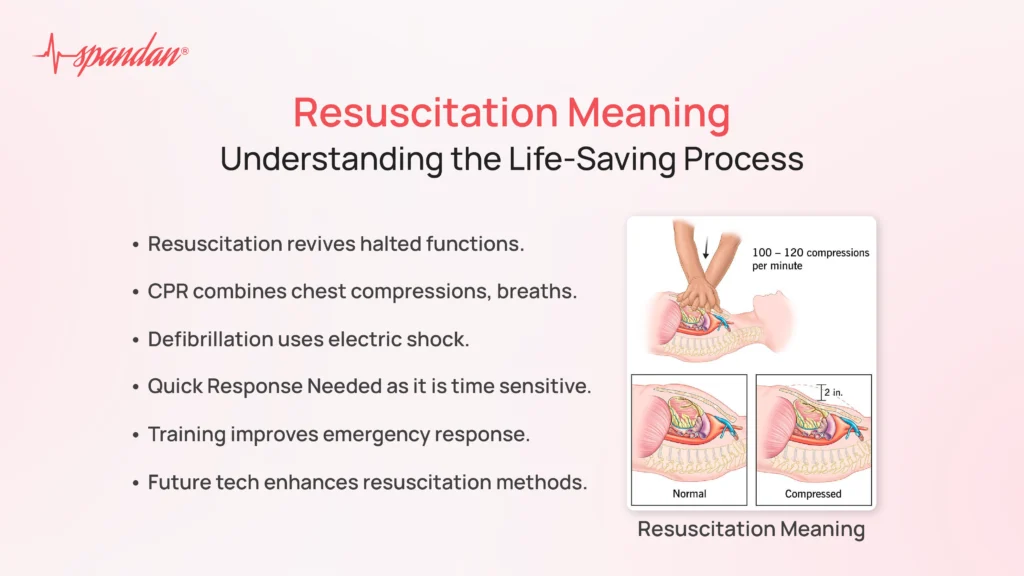 spandan®
Resuscitation Meaning
Understanding the Life-Saving Process
• Resuscitation revives halted functions.
• CPR combines chest compressions, breaths.
• Defibrillation uses electric shock.
• Quick Response Needed as it is time sensitive.
• Training improves emergency response.
• Future tech enhances resuscitation methods.
100 – 120 compressions
per minute
2 in.
Normal
Compressed
Resuscitation Meaning